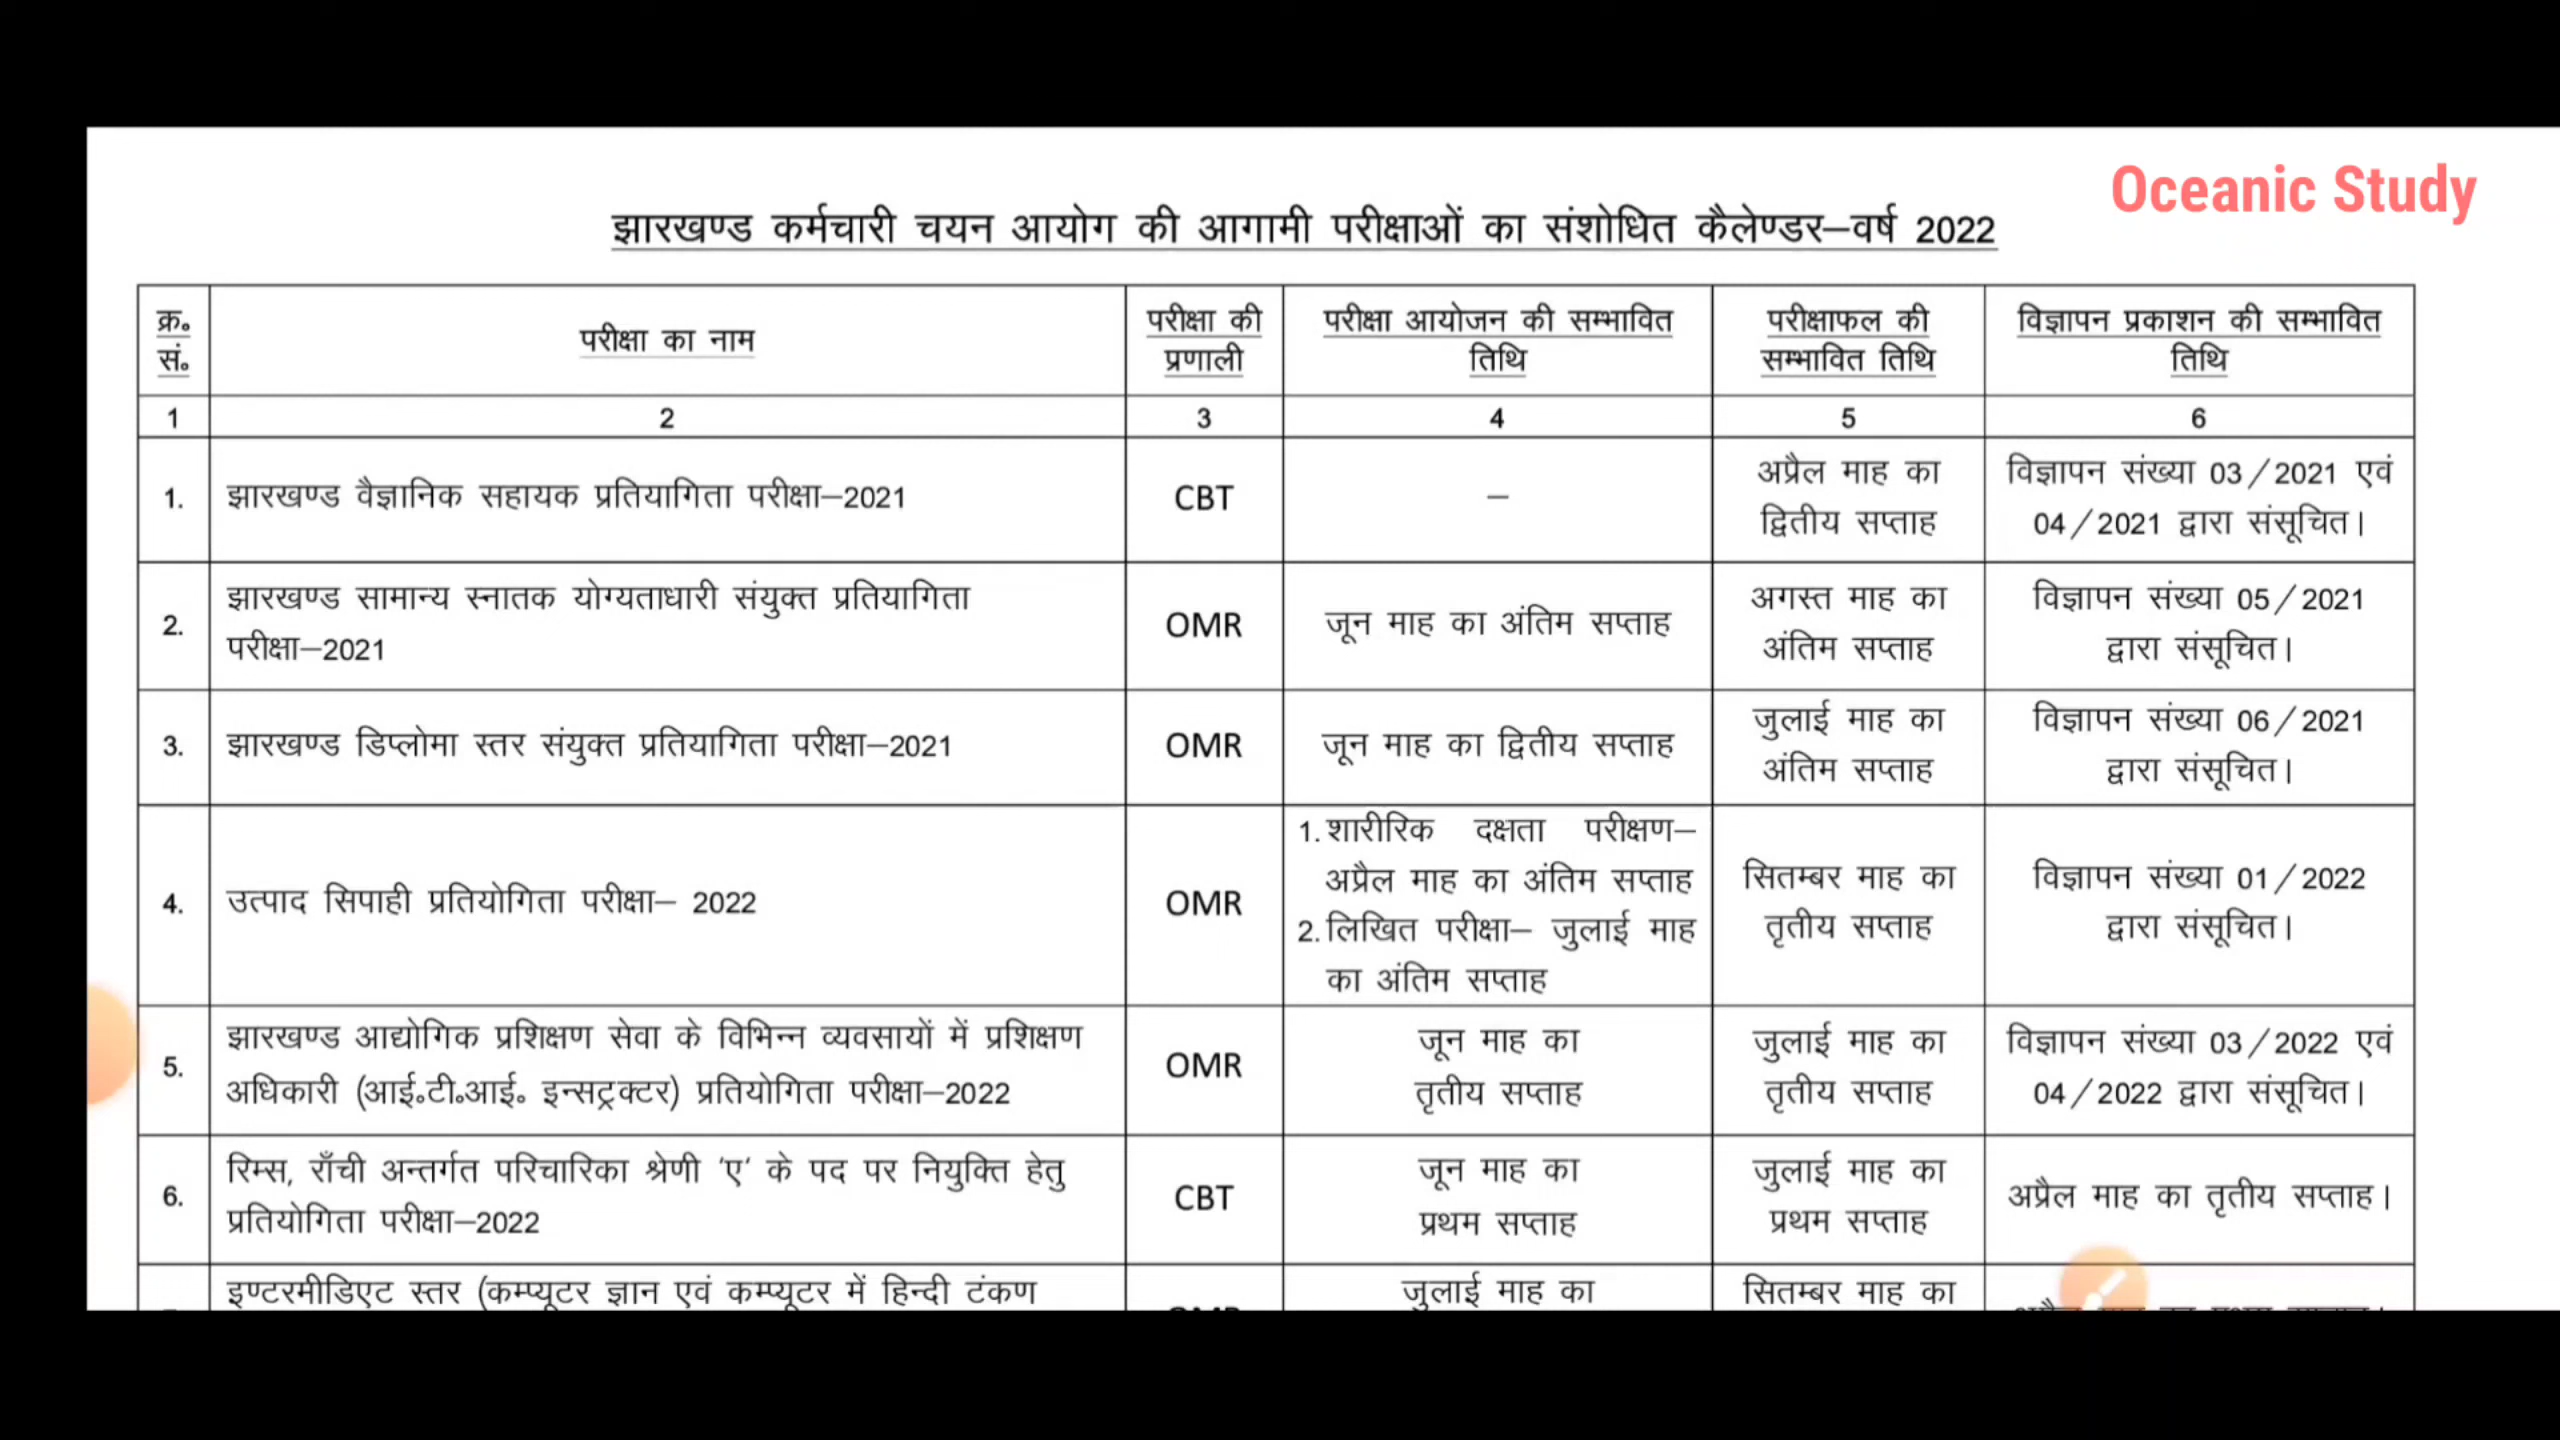 Oceanic Study
झारखण्ड कर्मचारी चयन आयोग की आगामी परीक्षाओं का संशोधित कैलेण्डर–वर्ष 2022
क्र॰ सं॰
परीक्षा का नाम
परीक्षा की
प्रणाली
परीक्षा आयोजन की सम्भावित
तिथि
परीक्षाफल की
सम्भावित तिथि
विज्ञापन प्रकाशन की सम्भावित
तिथि
1 2 3 4 5 6
1.
झारखण्ड वैज्ञानिक सहायक प्रतियागिता परीक्षा–2021
CBT
–
अप्रैल माह का
द्वितीय सप्ताह
विज्ञापन संख्या 03/2021 एवं
04/2021 द्वारा संसूचित।
2.
झारखण्ड सामान्य स्नातक योग्यताधारी संयुक्त प्रतियागिता
परीक्षा–2021
OMR
जून माह का अंतिम सप्ताह
अगस्त माह का
अंतिम सप्ताह
विज्ञापन संख्या 05/2021
द्वारा संसूचित।
3.
झारखण्ड डिप्लोमा स्तर संयुक्त प्रतियागिता परीक्षा–2021
OMR
जून माह का द्वितीय सप्ताह
जुलाई माह का
अंतिम सप्ताह
विज्ञापन संख्या 06/2021
द्वारा संसूचित।
4.
उत्पाद सिपाही प्रतियोगिता परीक्षा– 2022
OMR
1. शारीरिक दक्षता परीक्षण–
अप्रैल माह का अंतिम सप्ताह
2. लिखित परीक्षा– जुलाई माह
का अंतिम सप्ताह
सितम्बर माह का
तृतीय सप्ताह
विज्ञापन संख्या 01/2022
द्वारा संसूचित।
5.
झारखण्ड आद्योगिक प्रशिक्षण सेवा के विभिन्न व्यवसायों में प्रशिक्षण
अधिकारी (आई॰टी॰आई॰ इन्सट्रक्टर) प्रतियोगिता परीक्षा–2022
OMR
जून माह का
तृतीय सप्ताह
जुलाई माह का
तृतीय सप्ताह
विज्ञापन संख्या 03/2022 एवं
04/2022 द्वारा संसूचित।
6.
रिम्स, राँची अन्तर्गत परिचारिका श्रेणी ‘ए’ के पद पर नियुक्ति हेतु
प्रतियोगिता परीक्षा–2022
CBT
जून माह का
प्रथम सप्ताह
जुलाई माह का
प्रथम सप्ताह
अप्रैल माह का तृतीय सप्ताह।
इण्टरमीडिएट स्तर (कम्प्यूटर ज्ञान एवं कम्प्यूटर में हिन्दी टंकण
जुलाई माह का
सितम्बर माह का